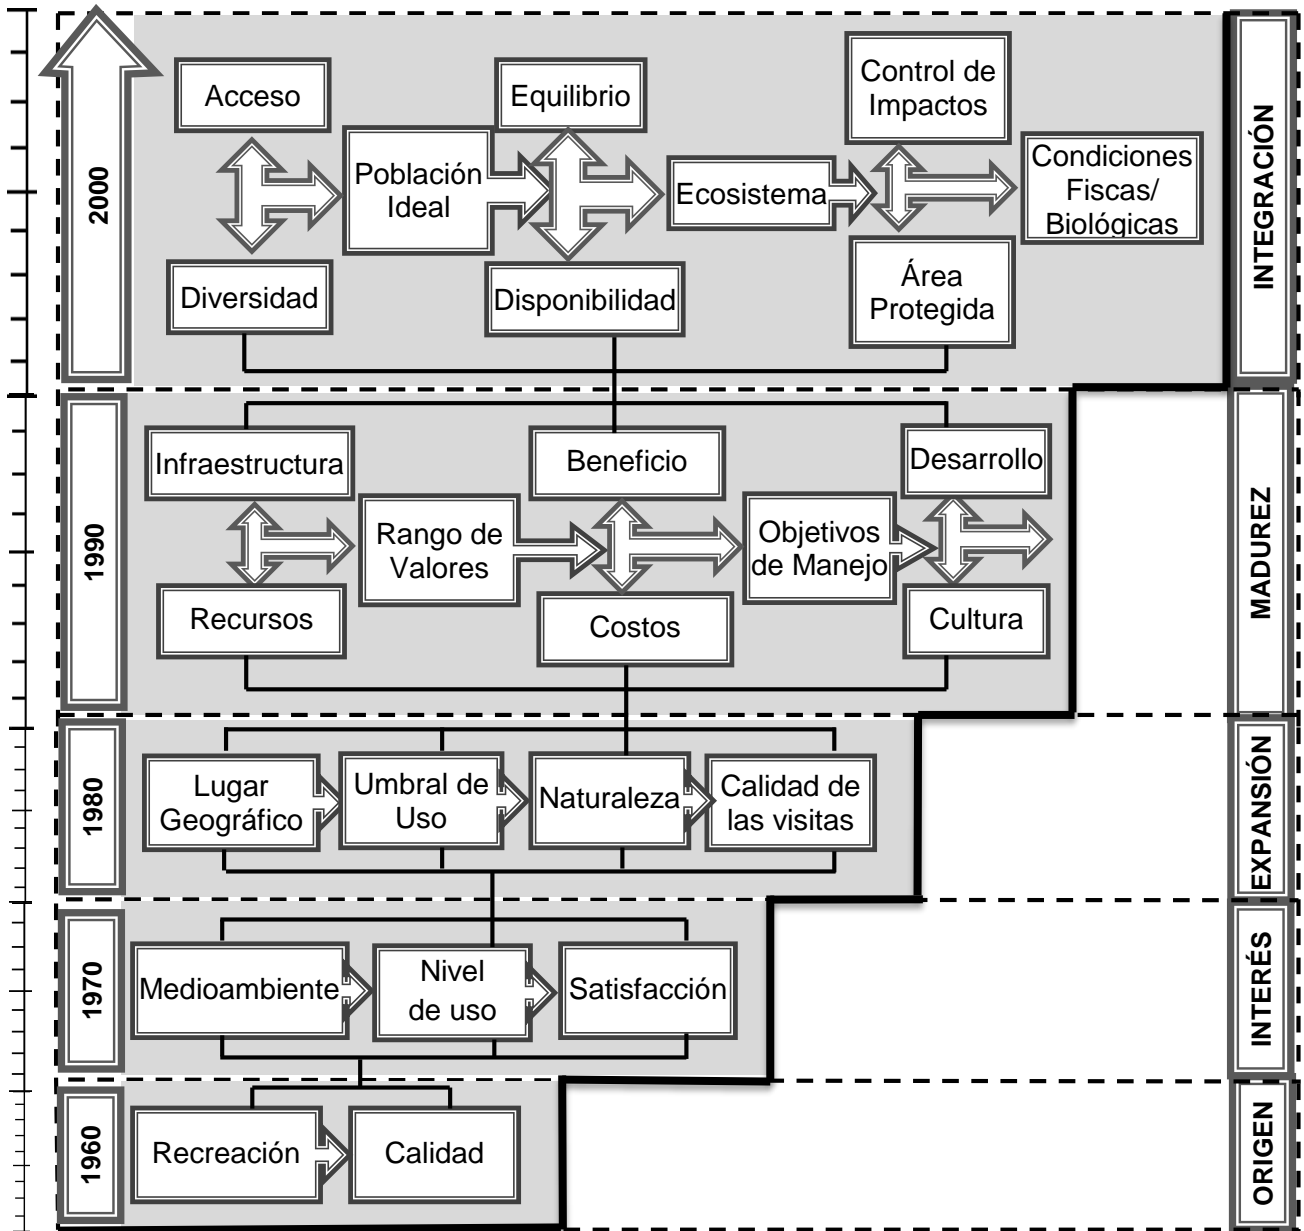 2000
Acceso
Equilibrio
Control de
Impactos
Población
Ideal
Ecosistema
Condiciones
Fiscas/
Biológicas
Diversidad
Disponibilidad
Área
Protegida
INTEGRACIÓN
1990
Infraestructura
Beneficio
Desarrollo
Rango de
Valores
Objetivos
de Manejo
Recursos
Costos
Cultura
MADUREZ
1980
Lugar
Geográfico
Umbral de
Uso
Naturaleza
Calidad de
las visitas
EXPANSIÓN
1970
Medioambiente
Nivel
de uso
Satisfacción
INTERÉS
1960
Recreación
Calidad
ORIGEN